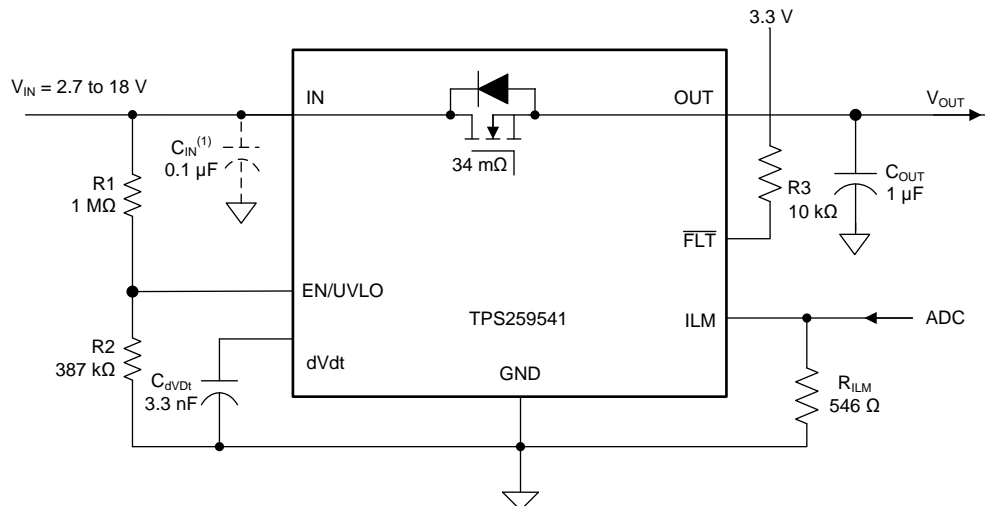 3.3 V
V_IN = 2.7 to 18 V
IN
OUT
V_OUT
C_IN^(1)
0.1 µF
34 mΩ
R1
1 MΩ
R3
10 kΩ
C_OUT
1 µF
FLT
EN/UVLO
TPS259541
ILM
ADC
R2
387 kΩ
dVdt
C_dVDt
3.3 nF
GND
R_ILM
546 Ω